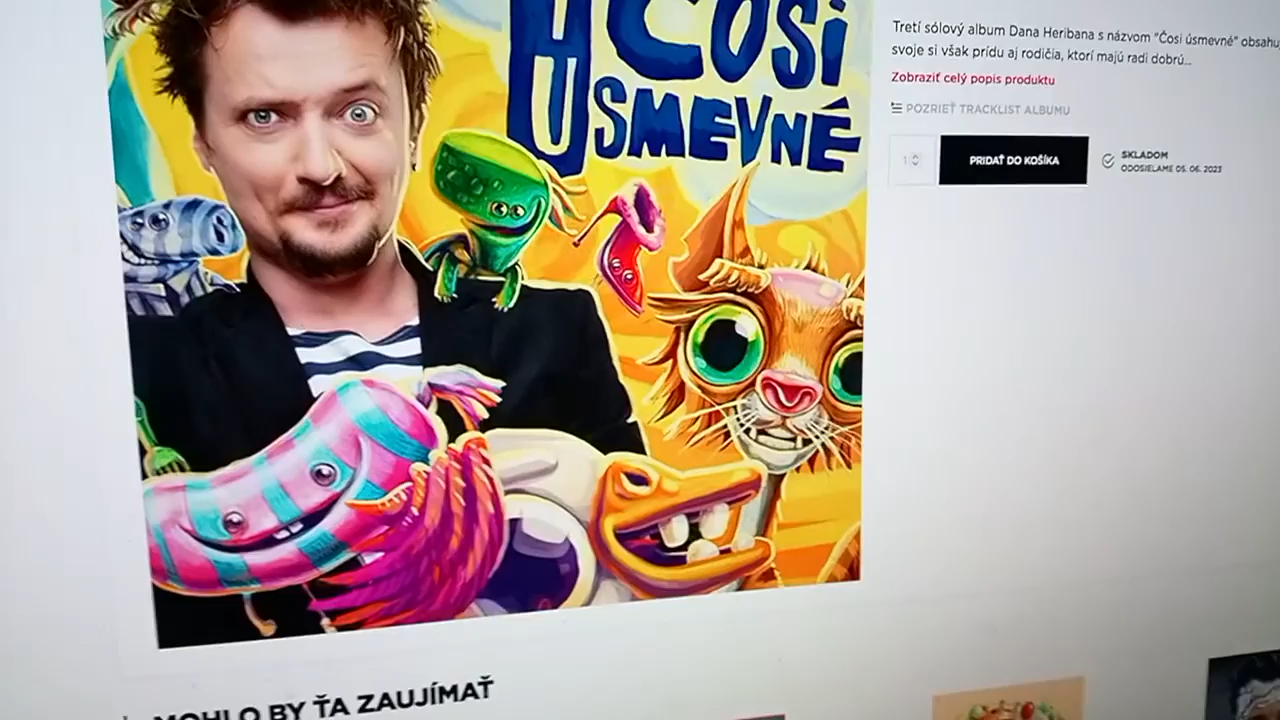 ČOSI
ÚSMEVNÉ
Tretí sólový album Dana Heribana s názvom "Čosi úsmevné" obsahu
svoje si však prídu aj rodičia, ktorí majú radi dobrú...
Zobraziť celý popis produktu
POZRIEŤ TRACKLIST ALBUMU
1
PRIDAŤ DO KOŠÍKA
SKLADOM
ODOSIELAME 05. 06. 2023
MOHLO BY ŤA ZAUJÍMAŤ